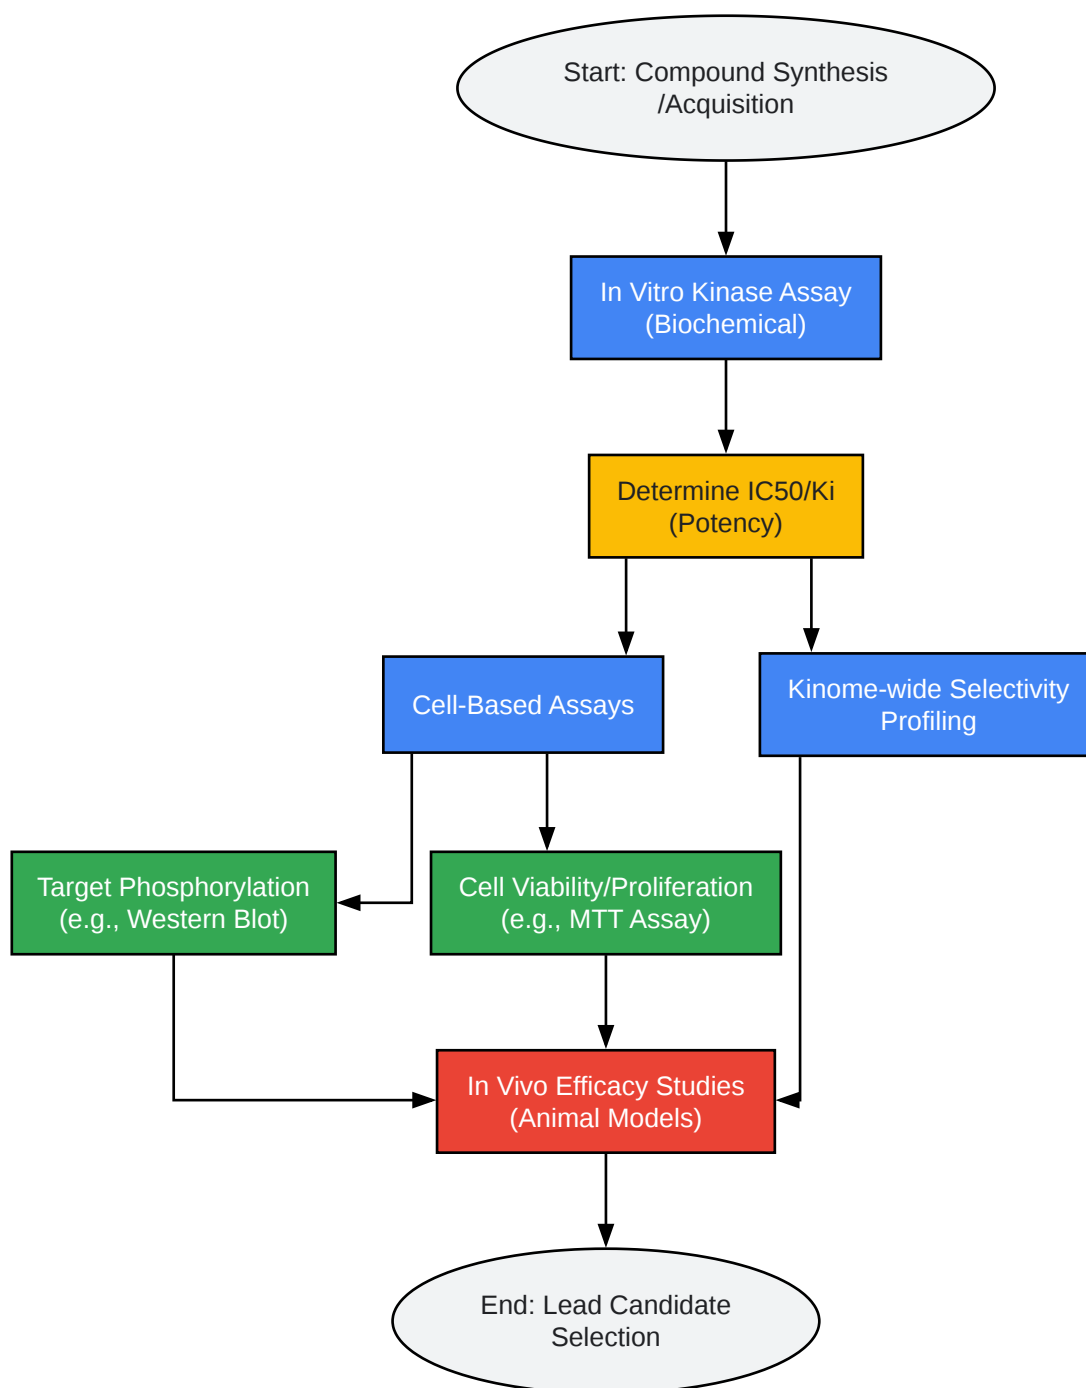 Start: Compound Synthesis
/Acquisition
In Vitro Kinase Assay
(Biochemical)
Determine IC50/Ki
(Potency)
Cell-Based Assays
Kinome-wide Selectivity
Profiling
Target Phosphorylation
(e.g., Western Blot)
Cell Viability/Proliferation
(e.g., MTT Assay)
In Vivo Efficacy Studies
(Animal Models)
End: Lead Candidate
Selection